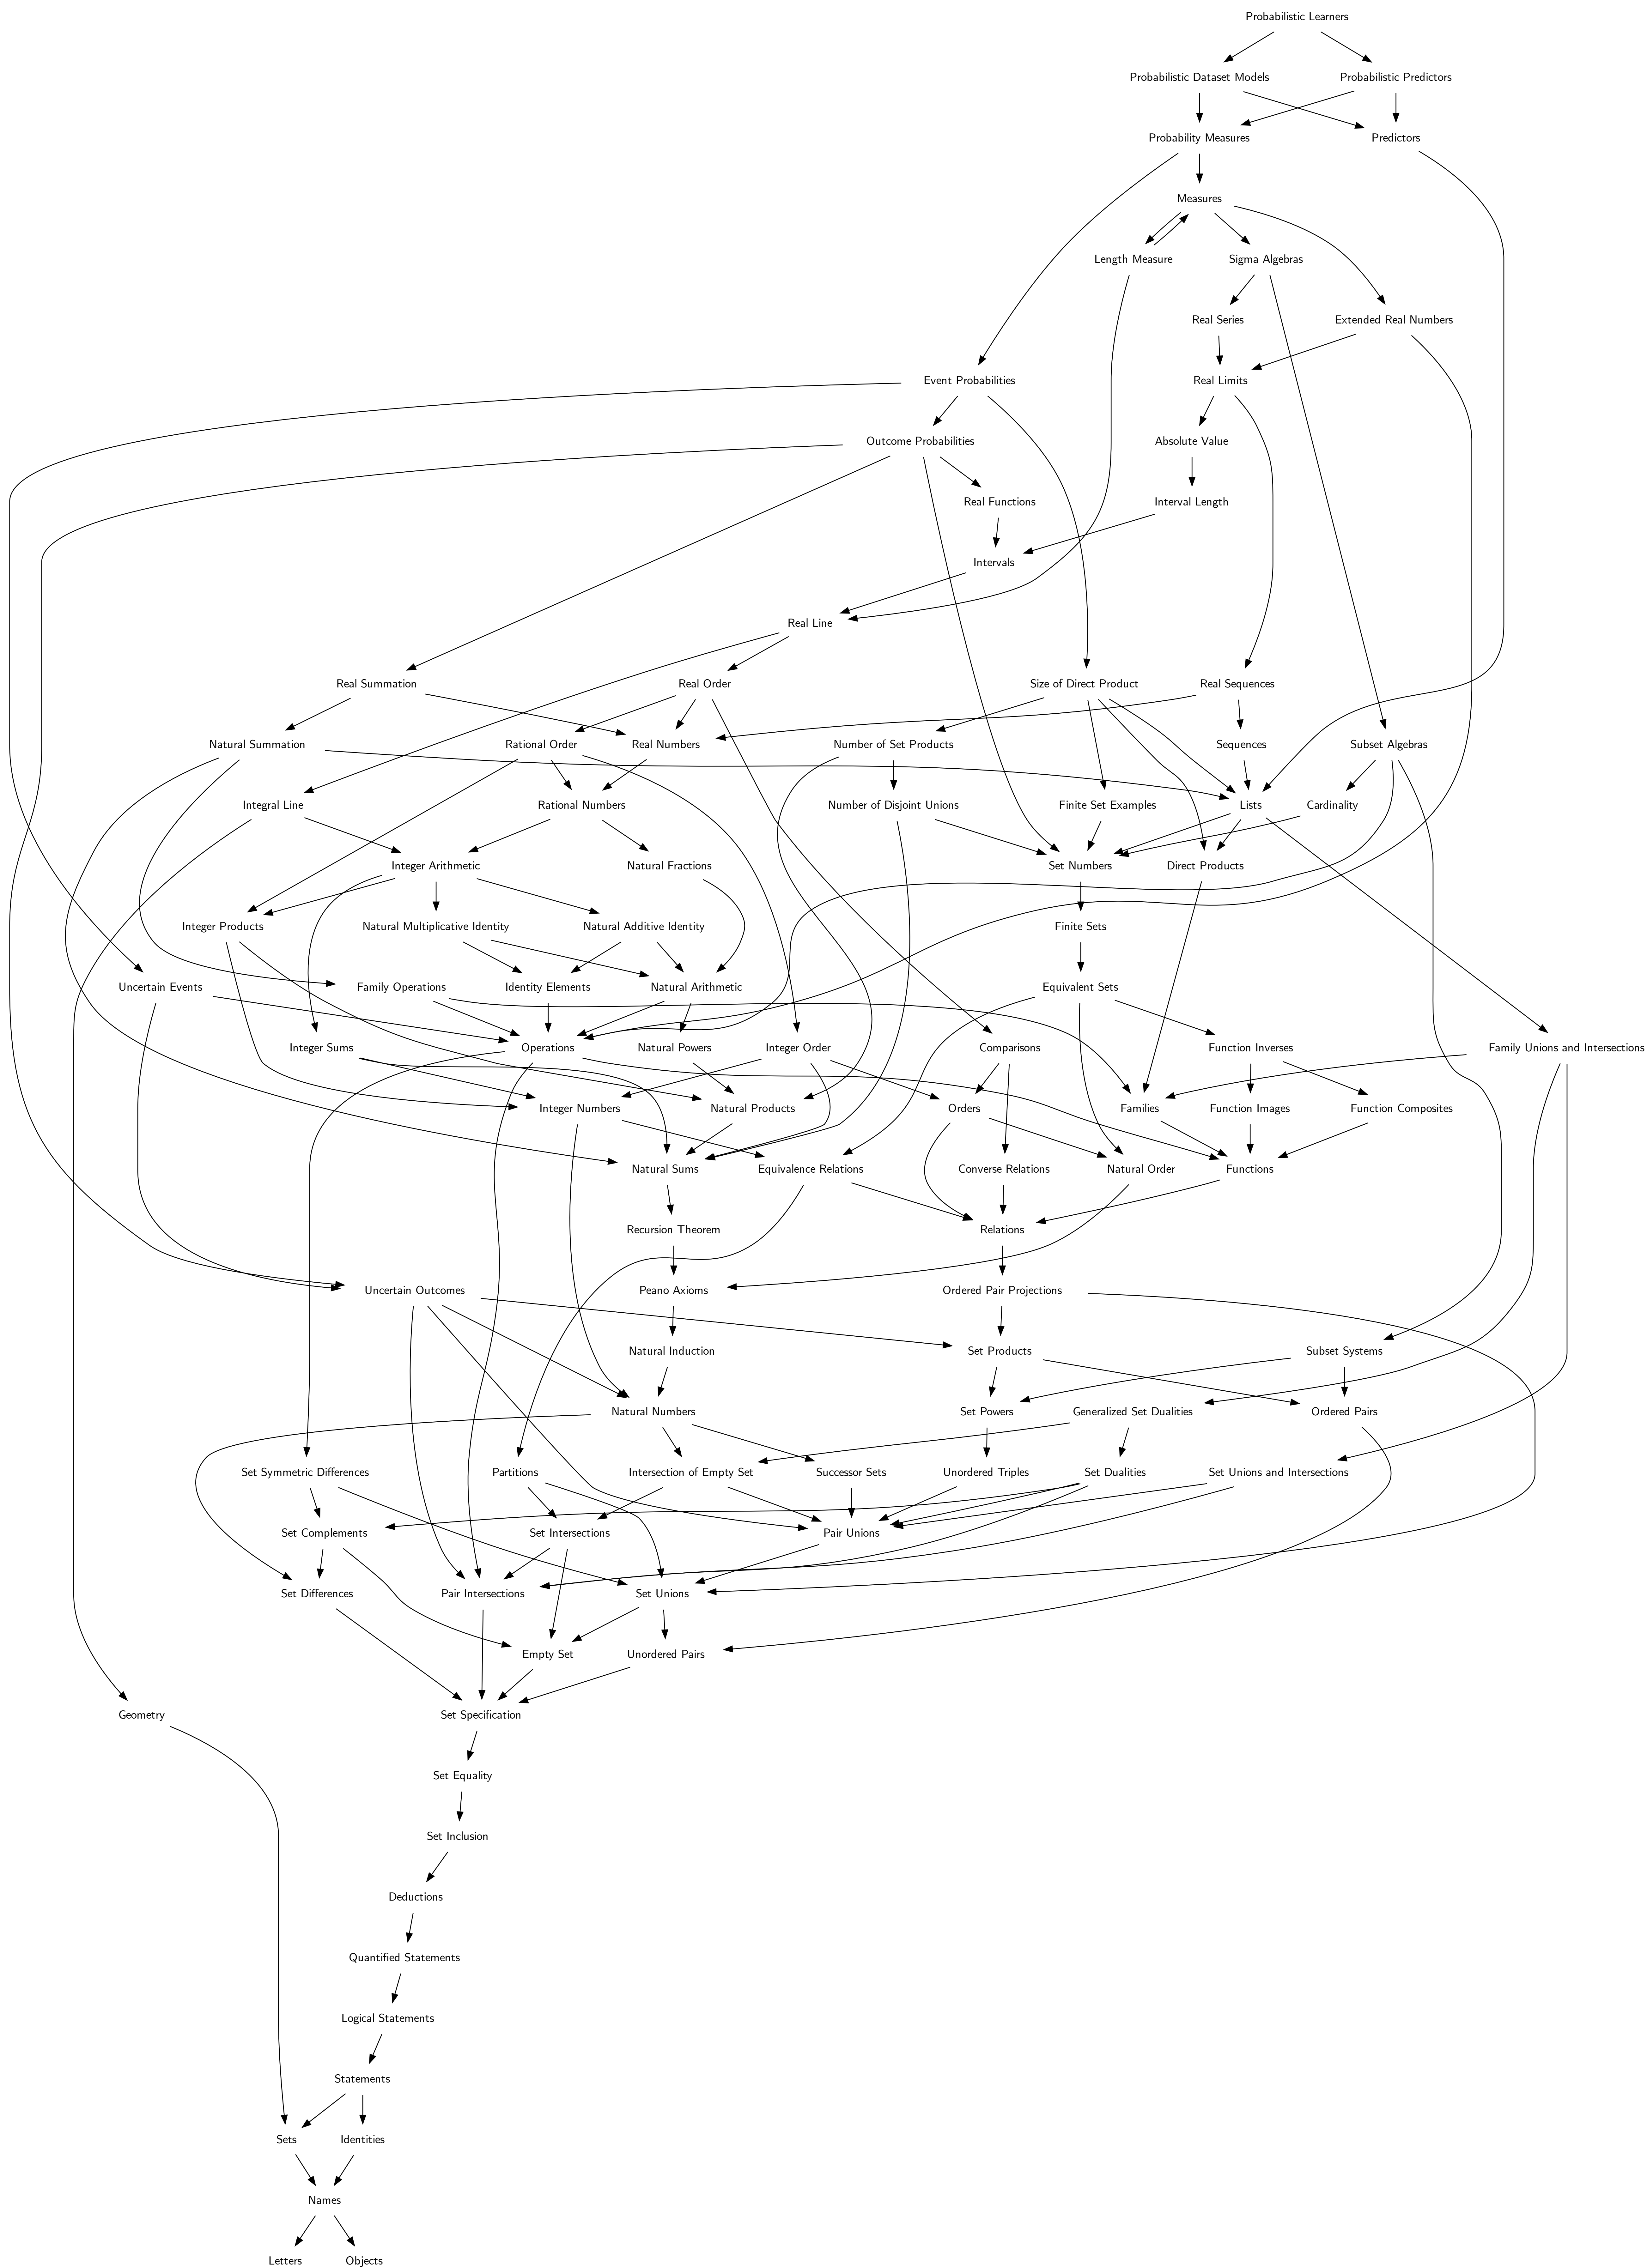 Probabilistic Learners
Probabilistic Dataset Models
Probabilistic Predictors
Probability Measures
Predictors
Measures
Length Measure
Sigma Algebras
Real Series
Extended Real Numbers
Event Probabilities
Real Limits
Outcome Probabilities
Absolute Value
Real Functions
Interval Length
Intervals
Real Line
Real Summation
Real Order
Size of Direct Product
Real Sequences
Natural Summation
Rational Order
Real Numbers
Number of Set Products
Sequences
Subset Algebras
Integral Line
Rational Numbers
Number of Disjoint Unions
Finite Set Examples
Lists
Cardinality
Integer Arithmetic
Natural Fractions
Set Numbers
Direct Products
Integer Products
Natural Multiplicative Identity
Natural Additive Identity
Finite Sets
Uncertain Events
Family Operations
Identity Elements
Natural Arithmetic
Equivalent Sets
Integer Sums
Operations
Natural Powers
Integer Order
Comparisons
Function Inverses
Family Unions and Intersections
Integer Numbers
Natural Products
Orders
Families
Function Images
Function Composites
Natural Sums
Equivalence Relations
Converse Relations
Natural Order
Functions
Recursion Theorem
Relations
Uncertain Outcomes
Peano Axioms
Ordered Pair Projections
Natural Induction
Set Products
Subset Systems
Natural Numbers
Set Powers
Generalized Set Dualities
Ordered Pairs
Set Symmetric Differences
Partitions
Intersection of Empty Set
Successor Sets
Unordered Triples
Set Dualities
Set Unions and Intersections
Set Complements
Set Intersections
Pair Unions
Set Differences
Pair Intersections
Set Unions
Empty Set
Unordered Pairs
Geometry
Set Specification
Set Equality
Set Inclusion
Deductions
Quantified Statements
Logical Statements
Statements
Sets
Identities
Names
Letters
Objects